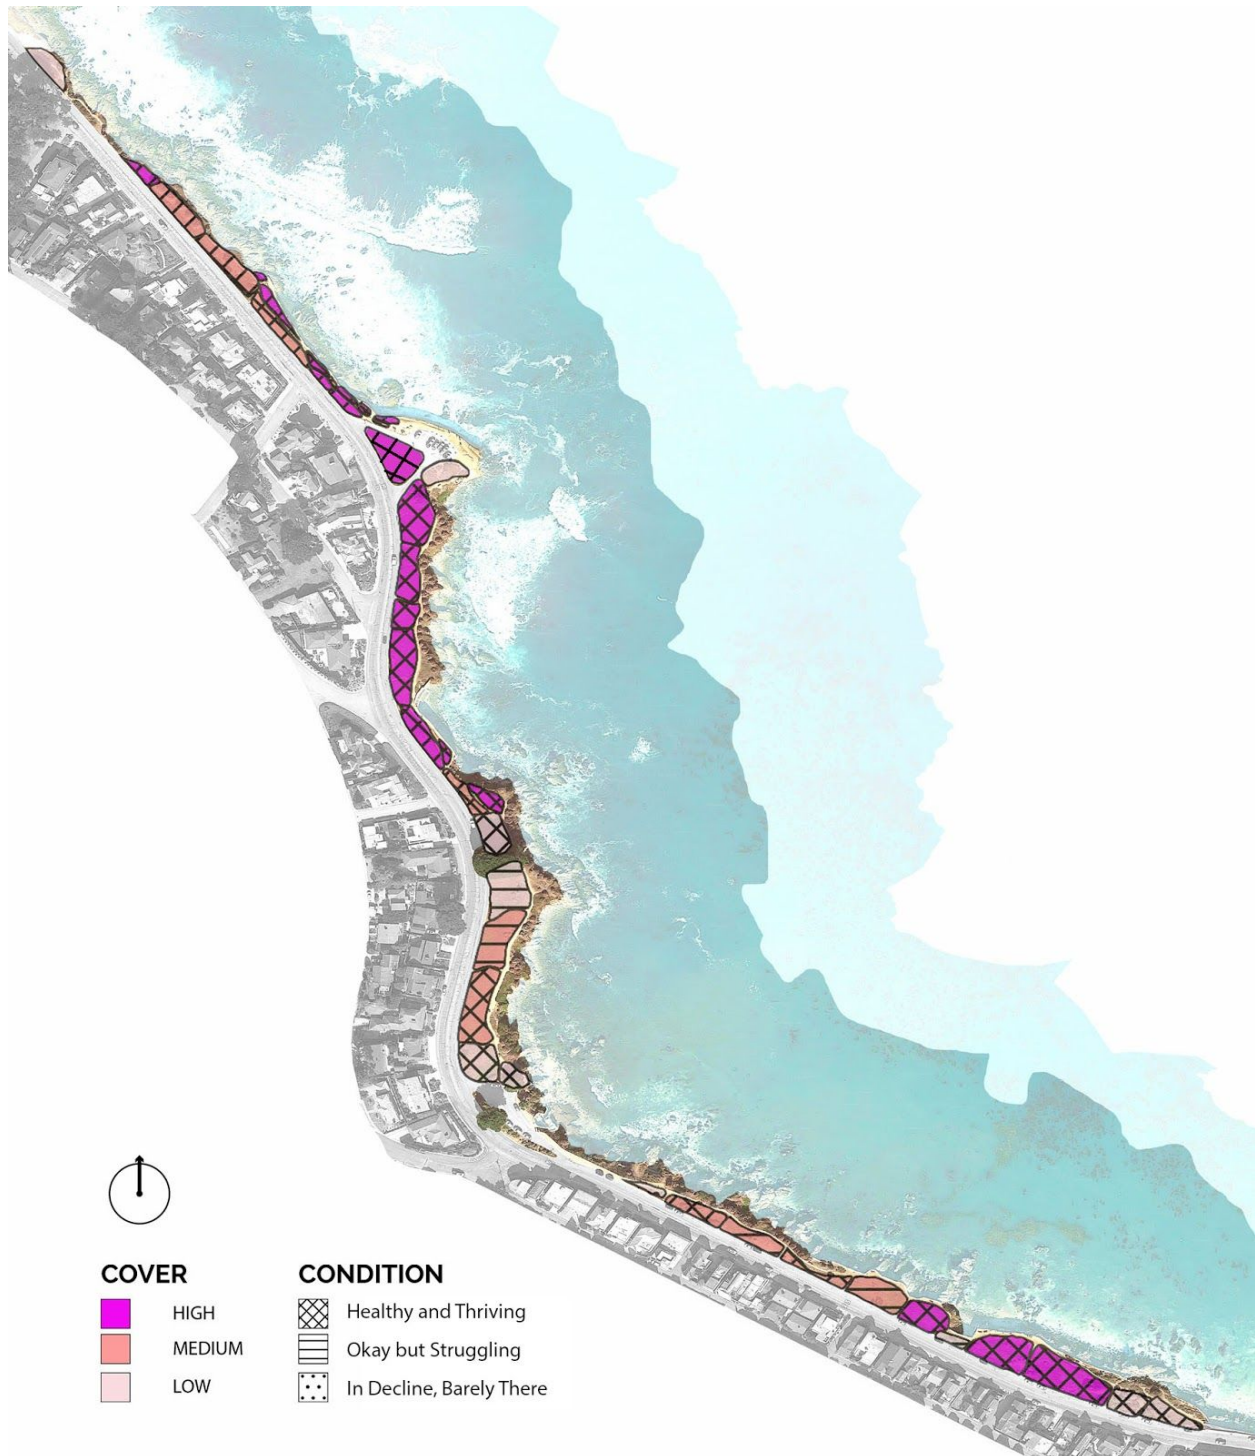 COVER
HIGH
MEDIUM
LOW
CONDITION
Healthy and Thriving
Okay but Struggling
In Decline, Barely There